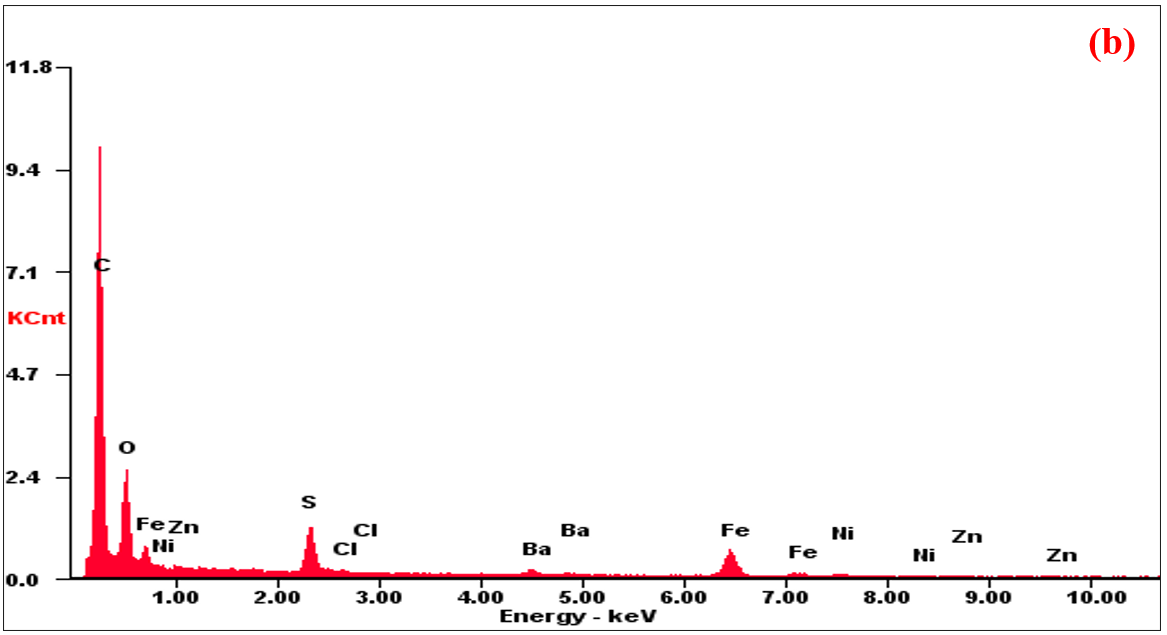 (b)
11.8
9.4
C
7.1
KCnt
4.7
O
2.4
S
Fe Zn Cl Ba Fe Ni Zn
Ni Cl Ba Fe Ni Zn
0.0
1.00 2.00 3.00 4.00 5.00 6.00 7.00 8.00 9.00 10.00
Energy - keV